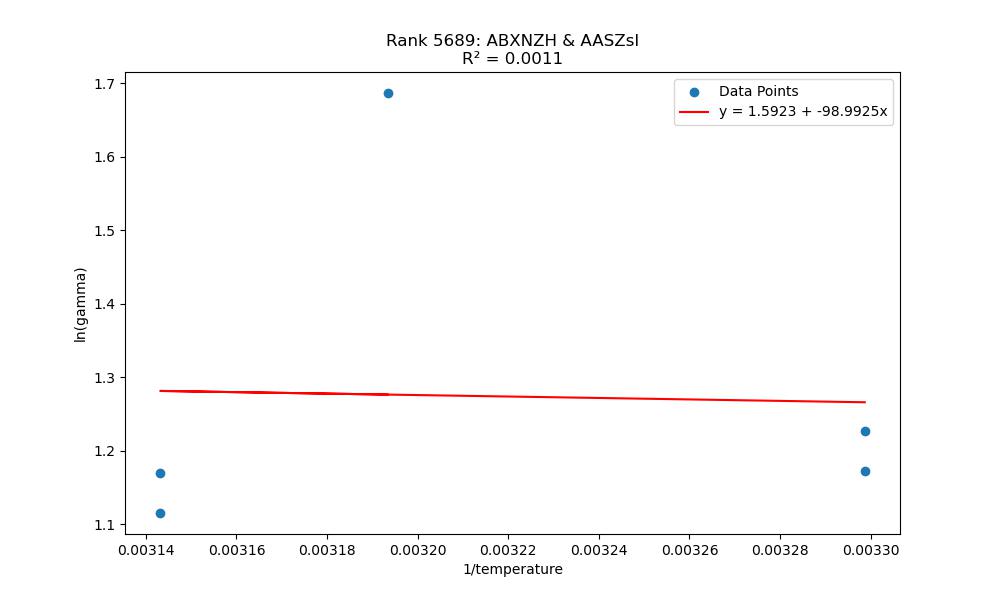 Rank 5689: ABXNZH & AASZsI
R² = 0.0011
Data Points
y = 1.5923 + -98.9925x
ln(gamma)
1.7
1.6
1.5
1.4
1.3
1.2
1.1
0.00314 0.00316 0.00318 0.00320 0.00322 0.00324 0.00326 0.00328 0.00330
1/temperature